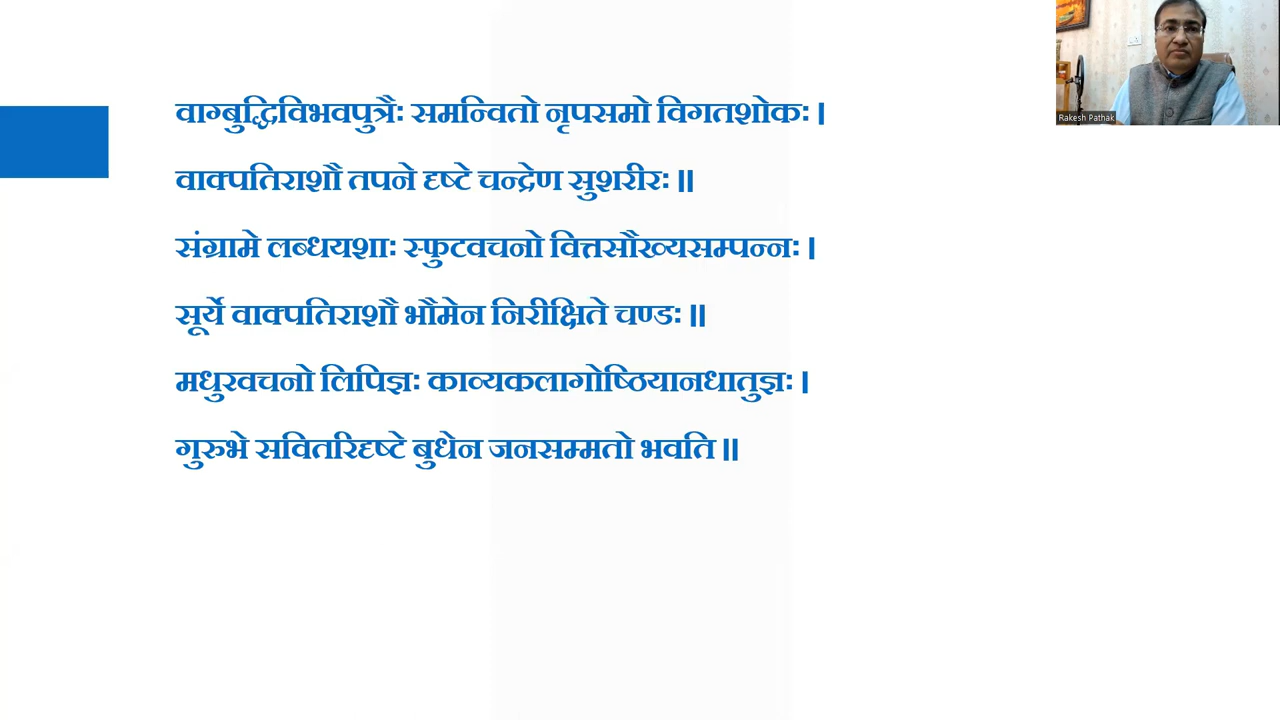 वाग्बुद्धिविभवपुत्रैः समन्वितो नृपसमो विगतशोकः |
वाक्पतिराशौ तपने दृष्टे चन्द्रेण सुशरीरः ||
संग्रामे लब्धयशाः स्फुटवचनो वित्तसौख्यसम्पन्नः |
सूर्ये वाक्पतिराशौ भौमेन निरीक्षिते चण्डः ||
मधुरवचनो लिपिज्ञः काव्यकलागोष्ठियानधातुज्ञः |
गुरुभे सवितरिदृष्टे बुधेन जनसम्मतो भवति ||
Rakesh Pathak